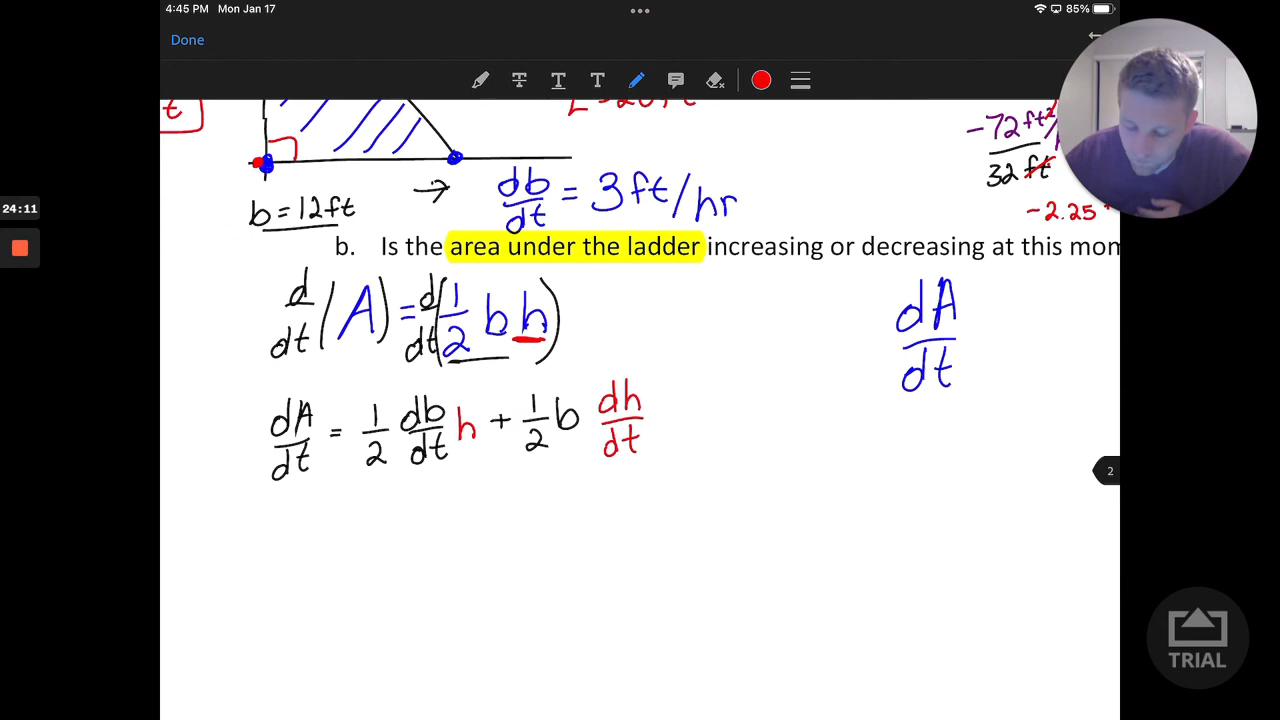 4:45 PM Mon Jan 17
85%
Done
T T T
24:11
-72 ft²/
32 ft
-2.25
b = 12ft
→ db/dt = 3 ft/hr
b. Is the area under the ladder increasing or decreasing at this mom
d/dt (A) = d/dt (1/2 b h)
dA/dt
dA/dt = 1/2 db/dt h + 1/2 b dh/dt
2
TRIAL